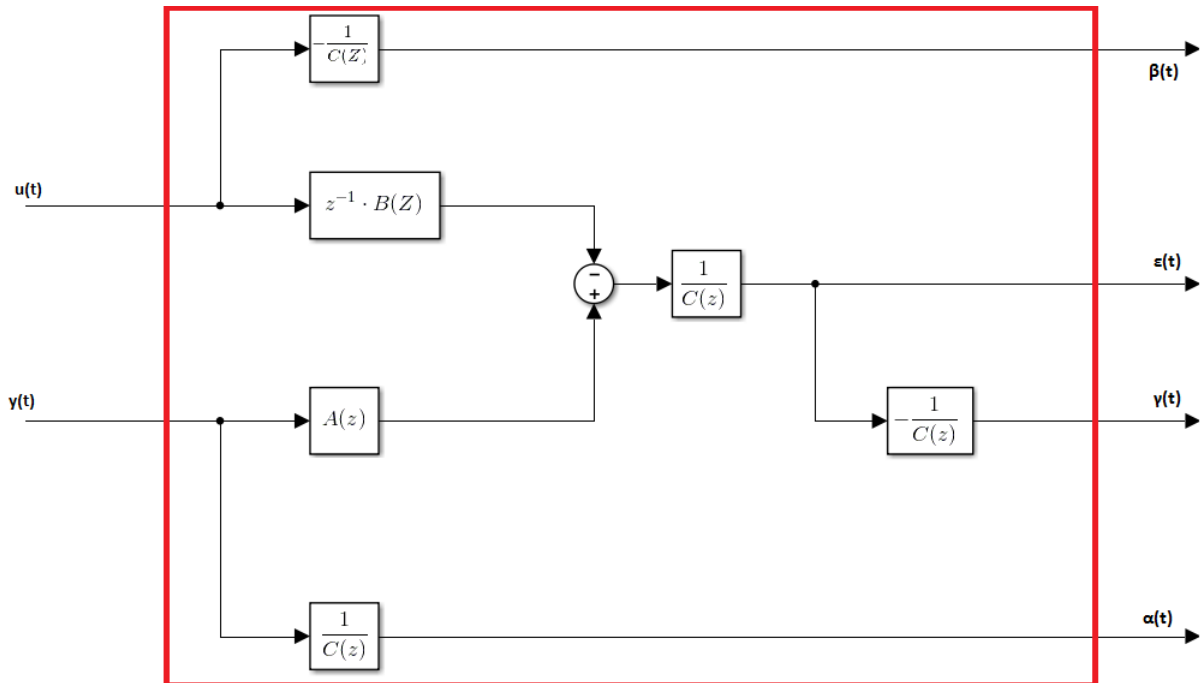 -1/C(Z)
β(t)
u(t)
z⁻¹ · B(Z)
ε(t)
−
+
1/C(z)
y(t)
A(z)
-1/C(z)
γ(t)
1/C(z)
α(t)